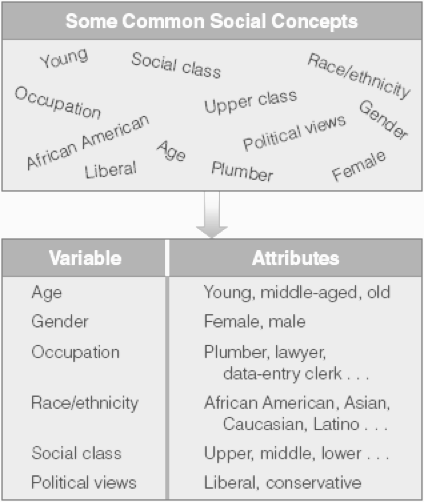 Some Common Social Concepts
Young
Social class
Race/ethnicity
Occupation
Upper class
Gender
African American
Age
Political views
Liberal
Plumber
Female
Variable Attributes
Age Young, middle-aged, old
Gender Female, male
Occupation Plumber, lawyer,
data-entry clerk . . .
Race/ethnicity African American, Asian,
Caucasian, Latino . . .
Social class Upper, middle, lower . . .
Political views Liberal, conservative